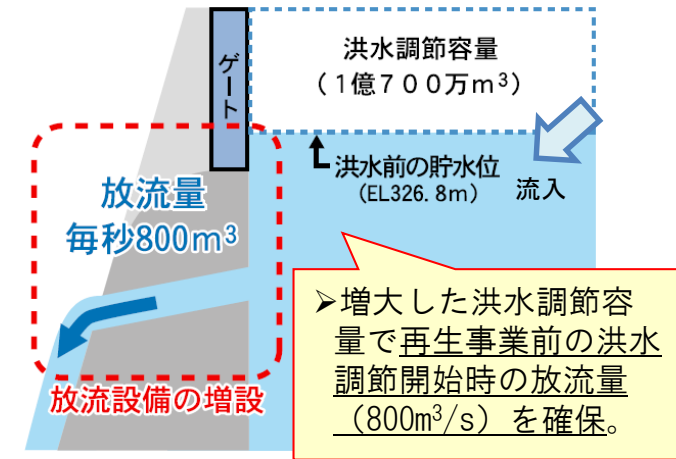 ゲート
洪水調節容量
（1億７００万m³）
洪水前の貯水位
(EL326.8m)
流入
放流量
毎秒800m³
放流設備の増設
➢増大した洪水調節容
量で再生事業前の洪水
調節開始時の放流量
（800m³/s）を確保。